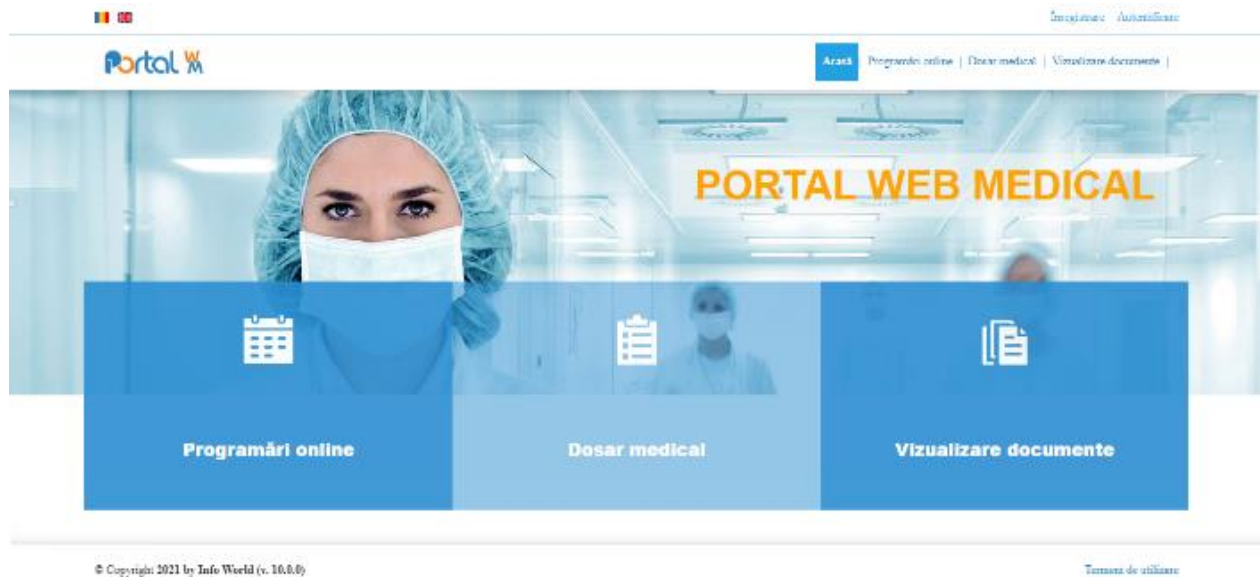 Înregistrare Autentificare
Portal WM
Acasă Programări online | Dosar medical | Vizualizare documente |
PORTAL WEB MEDICAL
Programări online Dosar medical Vizualizare documente
© Copyright 2021 by Info World (v. 10.0.0) Termeni de utilizare